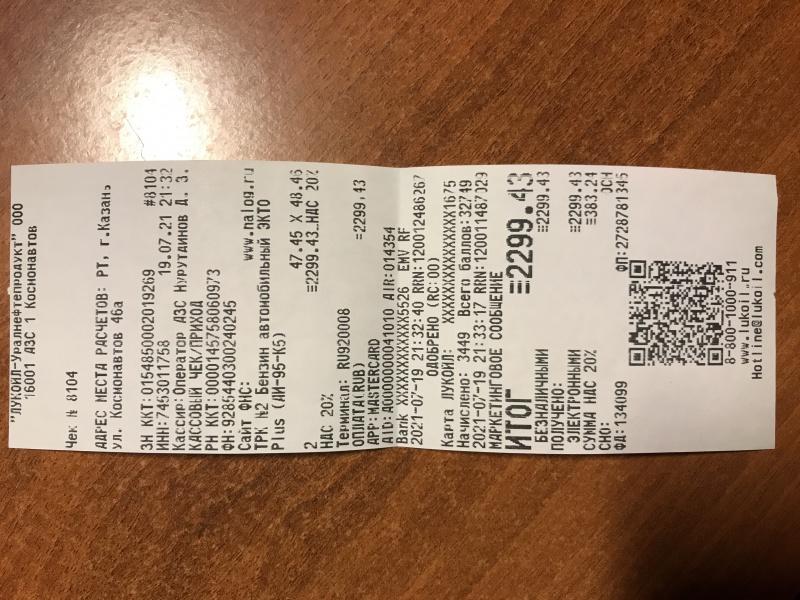 "ЛУКОЙЛ-Уралнефтепродукт" ООО
16001 АЗС 1 Космонавтов
Чек № 8104
АДРЕС МЕСТА РАСЧЕТОВ: РТ, г.Казань
ул. Космонавтов 46а
ЗН ККТ:01548500002019269 #8104
ИНН:7453011758 19.07.21 21:32
Кассир:Оператор АЗС Нурутдинов Д. З.
КАССОВЫЙ ЧЕК/ПРИХОД
РН ККТ:0000145758060973
ФН:9285440300240245
Сайт ФНС: www.nalog.ru
ТРК №2 Бензин автомобильный ЭКТО
Plus (АИ-95-К5)
47.45 X 48.46
2 ≡2299.43_НДС 20%
НДС 20% =2299.43
Терминал: RU920008
ОПЛАТА(RUB)
APP:MASTERCARD
AID:A0000000041010 AIR:014354
Bank XXXXXXXXXXXX5526 EMV RF
2021-07-19 21:32:40 RRN:120012486267
ОДОБРЕНО (RC:00)
Карта ЛУКОЙЛ: XXXXXXXXXXXXXXX1675
Начислено: 3449 Всего баллов:32749
2021-07-19 21:33:17 RRN:120011487029
МАРКЕТИНГОВОЕ СООБЩЕНИЕ
ИТОГ ≡2299.43
БЕЗНАЛИЧНЫМИ ≡2299.43
ПОЛУЧЕНО:
ЭЛЕКТРОННЫМИ ≡2299.43
СУММА НДС 20% ≡383.24
СНО: ОСН
ФД:134099 ФП:2728781345
8-800-1000-911
www.lukoil.ru
Hotline@lukoil.com